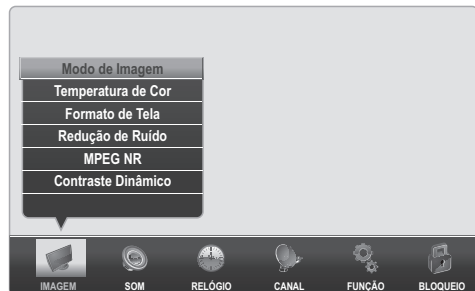 Modo de Imagem
Temperatura de Cor
Formato de Tela
Redução de Ruído
MPEG NR
Contraste Dinâmico
IMAGEM SOM RELÓGIO CANAL FUNÇÃO BLOQUEIO